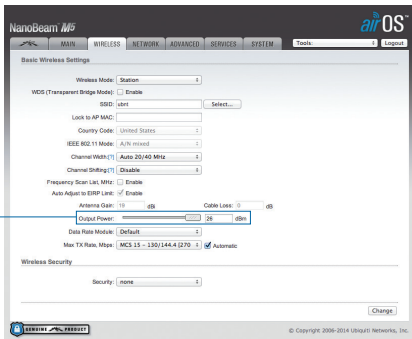 NanoBeam M5
airOS™
MAIN WIRELESS NETWORK ADVANCED SERVICES SYSTEM Tools: Logout
Basic Wireless Settings
Wireless Mode: Station
WDS (Transparent Bridge Mode): Enable
SSID: ubnt Select...
Lock to AP MAC:
Country Code: United States
IEEE 802.11 Mode: A/N mixed
Channel Width:[?] Auto 20/40 MHz
Channel Shifting:[?] Disable
Frequency Scan List, MHz: Enable
Auto Adjust to EIRP Limit: Enable
Antenna Gain: 19 dBi Cable Loss: 0 dB
Output Power: 26 dBm
Data Rate Module: Default
Max TX Rate, Mbps: MCS 15 - 130/144.4 [270 Automatic
Wireless Security
Security: none
Change
GENUINE PRODUCT
© Copyright 2006-2014 Ubiquiti Networks, Inc.